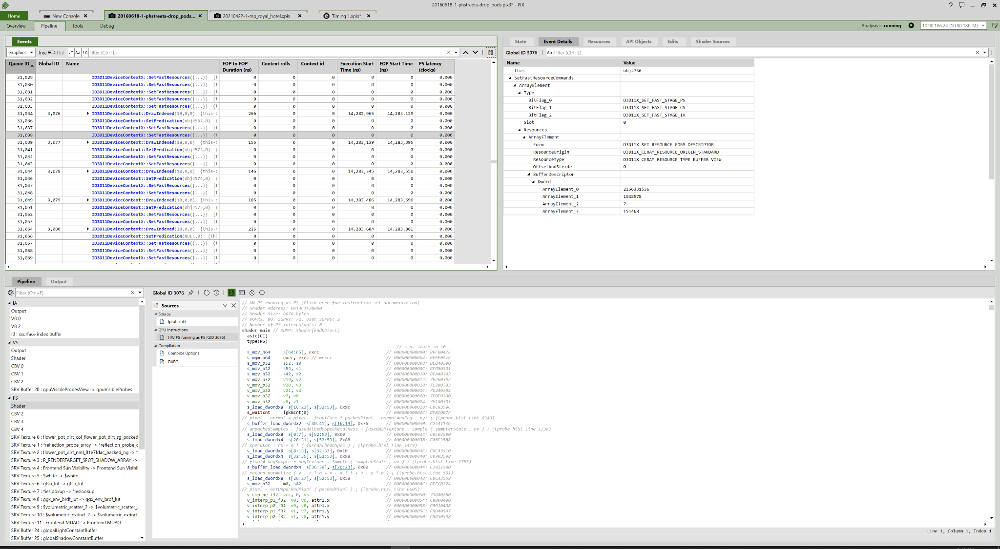 20160618-1-phstreets-drop_pods.pix3* - PIX
Home
New Console
20160618-1-phstreets-drop_pods...
20210422-1-mp_royal_hotel.xpix
Timing 1.xpix*
Overview Pipeline Tools Debug
Analysis is running. 10.90.186.24 (10.90.186.24)
Events
Graphics Tree Flat .* Aa !G Filter (Ctrl+E)
Queue ID Global ID Name EOP to EOP Duration (ns) Context rolls Context id Execution Start Time (ns) EOP Start Time (ns) PS latency (clocks)
31,029 ID3D11DeviceContextX::SetFastResources({...}) {t 0 0 0 0 0 0.000
31,030 ID3D11DeviceContextX::SetFastResources({...}) {t 0 0 0 0 0 0.000
31,031 ID3D11DeviceContextX::SetFastResources({...}) {t 0 0 0 0 0 0.000
31,032 ID3D11DeviceContextX::SetFastResources({...}) {t 0 0 0 0 0 0.000
31,033 ID3D11DeviceContextX::SetFastResources({...}) {t 0 0 0 0 0 0.000
31,034 3,076 ID3D11DeviceContext::DrawIndexed(18,0,0) {this-> 266 0 0 14,282,965 14,283,129 0.000
31,036 ID3D11DeviceContext::SetPredication(obj#567,0) { 0 0 0 0 0 0.000
31,037 ID3D11DeviceContextX::SetFastResources({...}) {t 0 0 0 0 0 0.000
31,038 ID3D11DeviceContextX::SetFastResources({...}) {t 0 0 0 0 0 0.000
31,039 3,077 ID3D11DeviceContext::DrawIndexed(18,0,0) {this-> 155 0 0 14,283,139 14,283,395 0.000
31,041 ID3D11DeviceContext::SetPredication(obj#573,0) { 0 0 0 0 0 0.000
31,042 ID3D11DeviceContextX::SetFastResources({...}) {t 0 0 0 0 0 0.000
31,043 ID3D11DeviceContextX::SetFastResources({...}) {t 0 0 0 0 0 0.000
31,044 3,078 ID3D11DeviceContext::DrawIndexed(18,0,0) {this-> 146 0 0 14,283,345 14,283,550 0.000
31,046 ID3D11DeviceContext::SetPredication(obj#574,0) { 0 0 0 0 0 0.000
31,047 ID3D11DeviceContextX::SetFastResources({...}) {t 0 0 0 0 0 0.000
31,048 ID3D11DeviceContextX::SetFastResources({...}) {t 0 0 0 0 0 0.000
31,049 3,079 ID3D11DeviceContext::DrawIndexed(18,0,0) {this-> 185 0 0 14,283,486 14,283,696 0.000
31,051 ID3D11DeviceContext::SetPredication(obj#575,0) { 0 0 0 0 0 0.000
31,052 ID3D11DeviceContextX::SetFastResources({...}) {t 0 0 0 0 0 0.000
31,053 ID3D11DeviceContextX::SetFastResources({...}) {t 0 0 0 0 0 0.000
31,054 3,080 ID3D11DeviceContext::DrawIndexed(18,0,0) {this-> 226 0 0 14,283,684 14,283,881 0.000
31,056 ID3D11DeviceContext::SetPredication(NULL,0) {thi 0 0 0 0 0 0.000
31,057 ID3D11DeviceContextX::SetFastResources({...}) {t 0 0 0 0 0 0.000
31,058 ID3D11DeviceContextX::SetFastResources({...}) {t 0 0 0 0 0 0.000
31,059 ID3D11DeviceContextX::SetFastResources({...}) {t 0 0 0 0 0 0.000
State Event Details Resources API Objects Edits Shader Sources
Global ID 3076 Aa Filter (Ctrl+E)
Name Value
this obj#736
SetFastResourceCommands
ArrayElement
Type
BitFlag_0 D3D11X_SET_FAST_STAGE_PS
BitFlag_1 D3D11X_SET_FAST_STAGE_CS
BitFlag_2 D3D11X_SET_FAST_STAGE_IA
Slot 0
Resources
ArrayElement
Form D3D11X_SET_RESOURCE_FORM_DESCRIPTOR
ResourceOrigin D3D11X_CERAM_RESOURCE_ORIGIN_STANDARD
ResourceType D3D11X_CERAM_RESOURCE_TYPE_BUFFER_VIEW
OffsetAndStride 0
BufferDescriptor
Dword
ArrayElement_0 2156331536
ArrayElement_1 1048578
ArrayElement_2 7
ArrayElement_3 151468
Pipeline Output
Filter (Ctrl+F)
IA
Output
VB 0
VB 2
IB : xsurface index buffer
VS
Output
Shader
CBV 0
CBV 1
CBV 2
SRV Buffer 20 : gpuVisibleProbesView -> gpuVisibleProbes
PS
Shader
CBV 2
CBV 3
CBV 4
SRV Texture 0 : flower_pot_dirt_col_flower_pot_dirt_sg_packed
SRV Texture 1 : *reflection_probe_array -> *reflection_probe_a
SRV Texture 2 : flower_pot_dirt_nml_81e7fdac_packed_ng -> f
SRV Texture 3 : R_RENDERTARGET_SPOT_SHADOW_ARRAY ->
SRV Texture 4 : Frontend Sun Visibility -> Frontend Sun Visibi
SRV Texture 5 : $white -> $white
SRV Texture 6 : gtso_lut -> gtso_lut
SRV Texture 7 : *ieslookup -> *ieslookup
SRV Texture 8 : ggx_env_brdf_lut -> ggx_env_brdf_lut
SRV Texture 9 : $volumetric_scatter_2 -> $volumetric_scatter_
SRV Texture 10 : $volumetric_extinct_2 -> $volumetric_extinct
SRV Texture 11 : Frontend MDAO -> Frontend MDAO
SRV Buffer 24 : globalLightConstantBuffer
SRV Buffer 25 : globalShadowConstantBuffer
Global ID 3076
Sources
Source
lprobe.hlsl
GPU Instructions
HW PS running as PS (GID 3076)
Compilation
Compiler Options
DXBC
// HW PS running as PS (Click here for instruction set documentation)
// Shader Address: 0x14C1F20000
// Shader Size: 6676 bytes
// VGPRs: 80, SGPRs: 72, User SGPRs: 2
// Number of PS interpolants: 8
shader main // DUMP: Shader(EndDetect)
asic(CI)
type(PS)
// s ps state in s0
s_mov_b64 s[64:65], exec // 000000000000: BEC0047E
s_wqm_b64 exec, exec // wrscc // 000000000004: BEFE0A7E
s_mov_b32 s52, s0 // 000000000008: BEB40300
s_mov_b32 s53, s1 // 00000000000C: BEB50301
s_mov_b32 s42, s2 // 000000000010: BEAA0302
v_mov_b32 v19, v2 // 000000000014: 7E260302
v_mov_b32 v20, v3 // 000000000018: 7E280303
v_mov_b32 v21, v4 // 00000000001C: 7E2A0304
v_mov_b32 v7, v0 // 000000000020: 7E0E0300
v_mov_b32 v8, v1 // 000000000024: 7E100301
s_load_dwordx8 s[16:23], s[52:53], 0x9c // 000000000028: C0C8359C
s_waitcnt lgkmcnt(0) // 00000000002C: BF8C007F
// pixel . normal = pixel . frontFace * packedPixel . normalAndFog . xyz ; (lprobe.hlsl Line 6340)
s_buffer_load_dwordx2 s[40:41], s[16:19], 0x36 // 000000000030: C2541136
// unpackedSamples . fusedAlbedoSpecMetalness = fusedASMTexture . Sample ( samplerState , uv ) ; (lprobe.hlsl Line 1738)
s_load_dwordx8 s[0:7], s[52:53], 0x00 // 000000000034: C0C03500
s_load_dwordx4 s[28:31], s[52:53], 0x88 // 000000000038: C08E3588
// specular = r0 + m * ( fusedAlbedoSpec ) ; (lprobe.hlsl Line 1419)
s_load_dwordx8 s[8:15], s[52:53], 0x10 // 00000000003C: C0C43510
s_load_dwordx4 s[32:35], s[52:53], 0x98 // 000000000040: C0903598
// float4 nogSample = nogTexture . Sample ( samplerState , uv ) ; (lprobe.hlsl Line 1755)
s_buffer_load_dwordx4 s[36:39], s[20:23], 0x00 // 000000000044: C2921500
// return normalize ( v . z * n + v . x * t + v . y * b ) ; (lprobe.hlsl Line 591)
s_load_dwordx8 s[20:27], s[52:53], 0x58 // 000000000048: C0CA3558
s_mov_b32 m0, s42 // 00000000004C: BEFC032A
// pixel = GetUnpackedPixel ( packedPixel ) ; (lprobe.hlsl Line 6605)
v_cmp_ne_i32 vcc, 0, v5 // 000000000050: 7D0A0A80
v_interp_p1_f32 v0, v0, attr1.x // 000000000054: C8000400
v_interp_p2_f32 v0, v8, attr1.x // 000000000058: C8010408
v_interp_p1_f32 v1, v7, attr1.y // 00000000005C: C8040507
v_interp_p2_f32 v1, v8, attr1.y // 000000000060: C8050508
Line 1, Column 1, Index 1